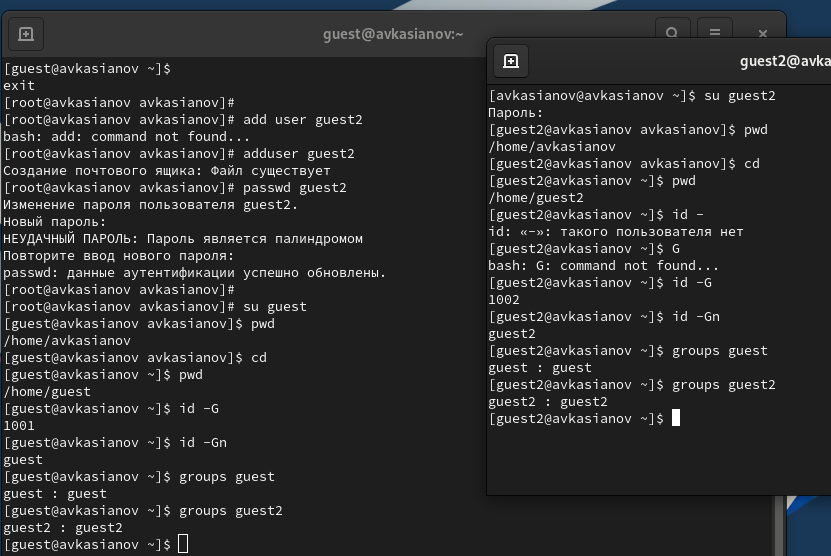 guest@avkasianov:~
[guest@avkasianov ~]$
exit
[root@avkasianov avkasianov]#
[root@avkasianov avkasianov]# add user guest2
bash: add: command not found...
[root@avkasianov avkasianov]# adduser guest2
Создание почтового ящика: Файл существует
[root@avkasianov avkasianov]# passwd guest2
Изменение пароля пользователя guest2.
Новый пароль:
НЕУДАЧНЫЙ ПАРОЛЬ: Пароль является палиндромом
Повторите ввод нового пароля:
passwd: данные аутентификации успешно обновлены.
[root@avkasianov avkasianov]#
[root@avkasianov avkasianov]# su guest
[guest@avkasianov avkasianov]$ pwd
/home/avkasianov
[guest@avkasianov avkasianov]$ cd
[guest@avkasianov ~]$ pwd
/home/guest
[guest@avkasianov ~]$ id -G
1001
[guest@avkasianov ~]$ id -Gn
guest
[guest@avkasianov ~]$ groups guest
guest : guest
[guest@avkasianov ~]$ groups guest2
guest2 : guest2
[guest@avkasianov ~]$
guest2@avka
[avkasianov@avkasianov ~]$ su guest2
Пароль:
[guest2@avkasianov avkasianov]$ pwd
/home/avkasianov
[guest2@avkasianov avkasianov]$ cd
[guest2@avkasianov ~]$ pwd
/home/guest2
[guest2@avkasianov ~]$ id -
id: «-»: такого пользователя нет
[guest2@avkasianov ~]$ G
bash: G: command not found...
[guest2@avkasianov ~]$ id -G
1002
[guest2@avkasianov ~]$ id -Gn
guest2
[guest2@avkasianov ~]$ groups guest
guest : guest
[guest2@avkasianov ~]$ groups guest2
guest2 : guest2
[guest2@avkasianov ~]$